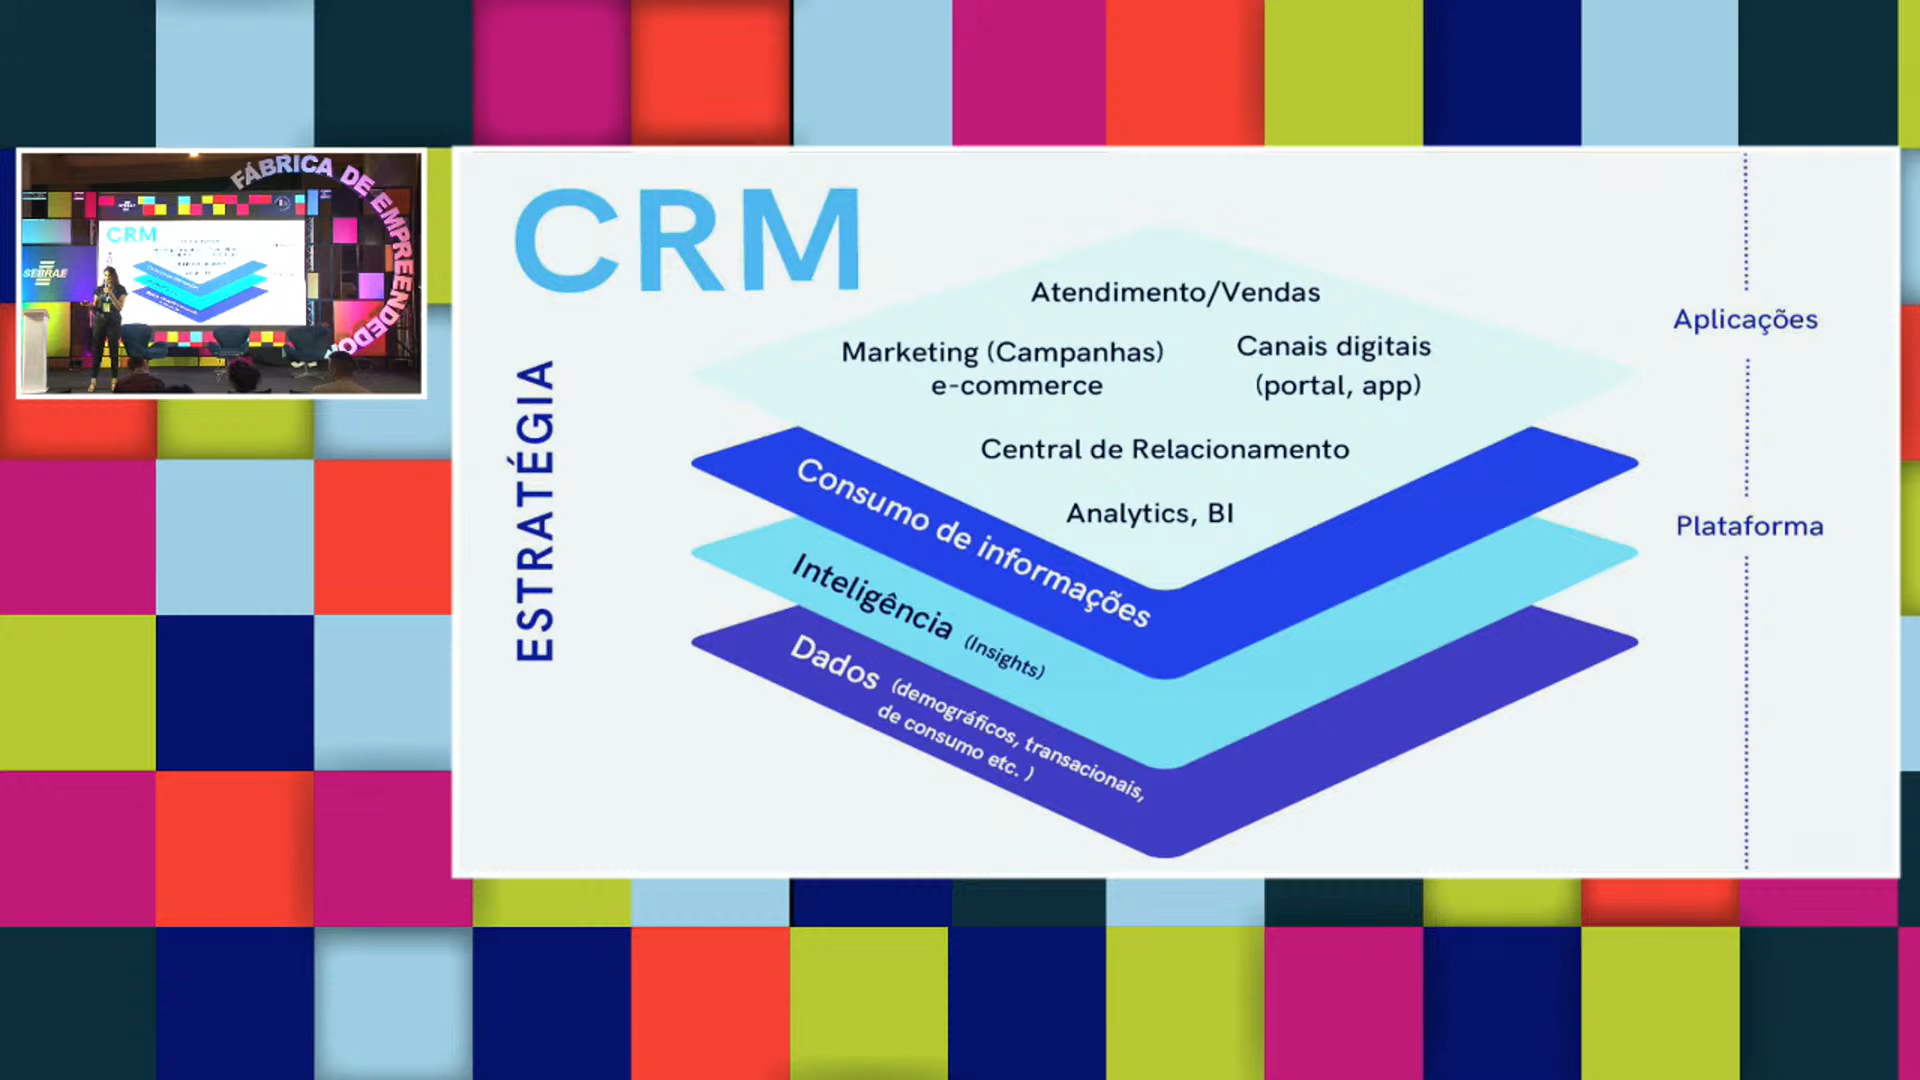 FÁBRICA DE EMPREENDEDOR
CRM
SEBRAE
CRM
ESTRATÉGIA
Atendimento/Vendas
Marketing (Campanhas)
e-commerce
Canais digitais
(portal, app)
Central de Relacionamento
Analytics, BI
Consumo de informações
Inteligência (Insights)
Dados (demográficos, transacionais,
de consumo etc. )
Aplicações
Plataforma